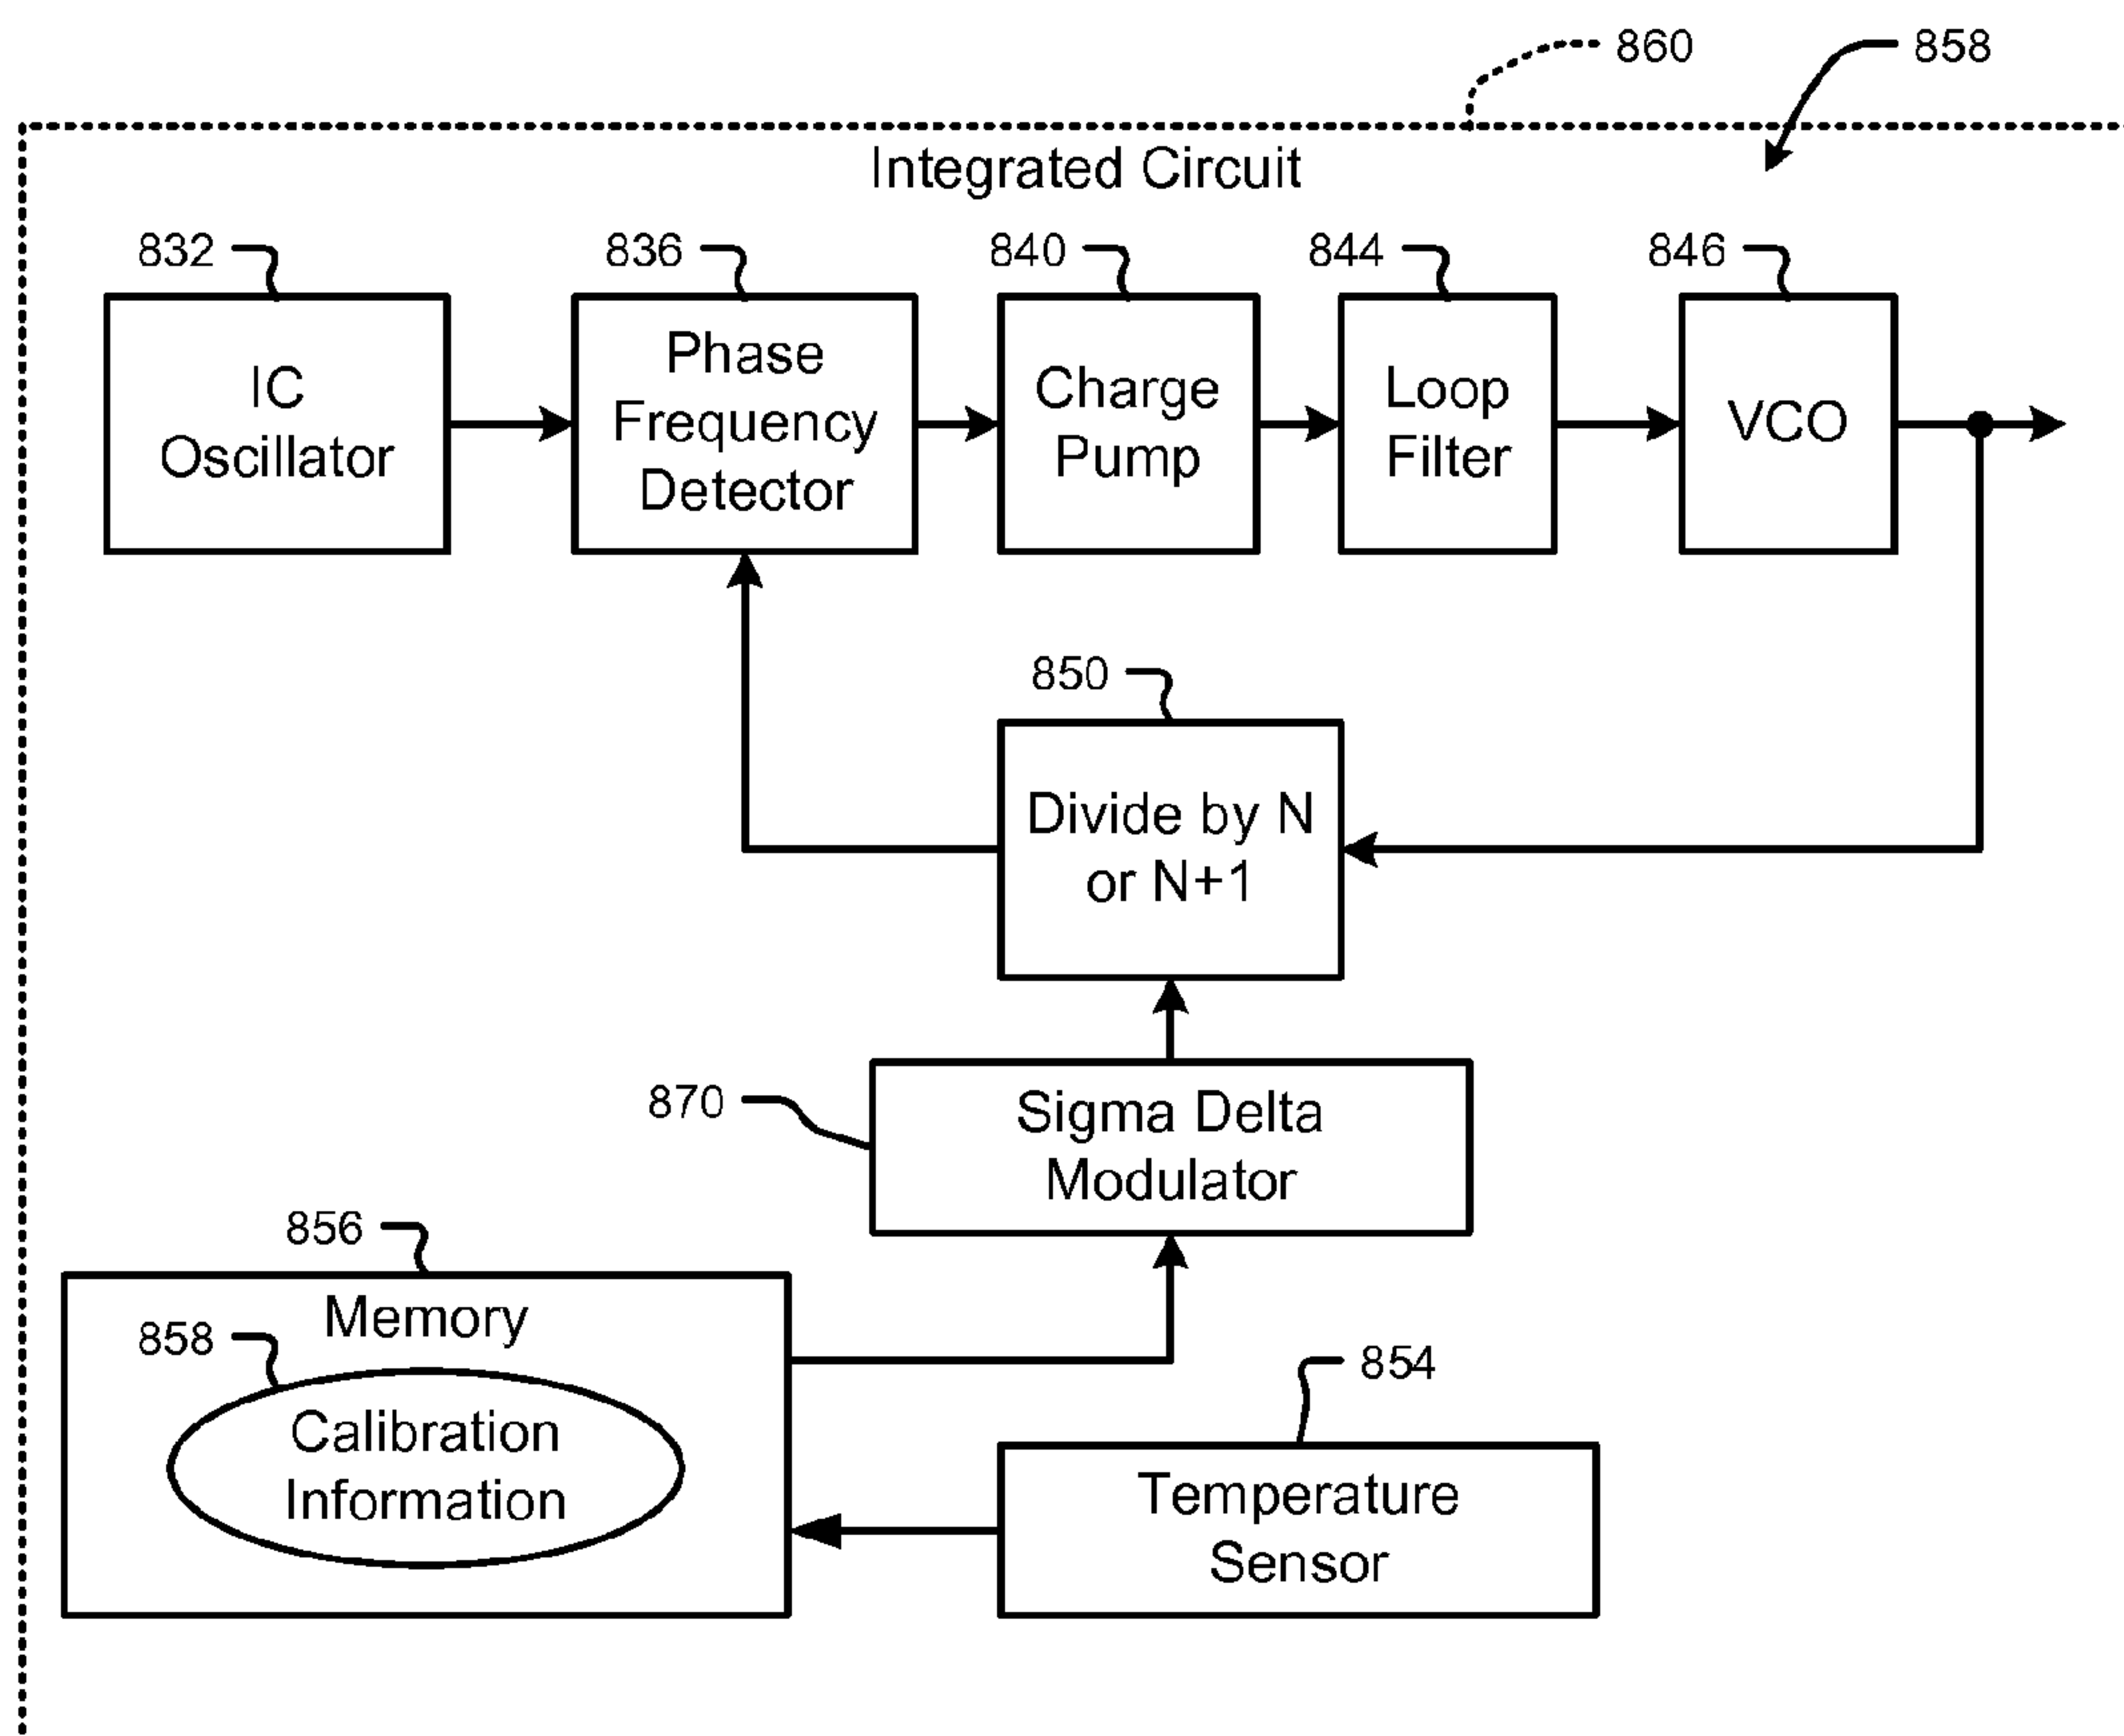 860
858
Integrated Circuit
832
836
840
844
846
IC
Oscillator
Phase
Frequency
Detector
Charge
Pump
Loop
Filter
VCO
850
Divide by N
or N+1
870
Sigma Delta
Modulator
856
Memory
858
Calibration
Information
854
Temperature
Sensor